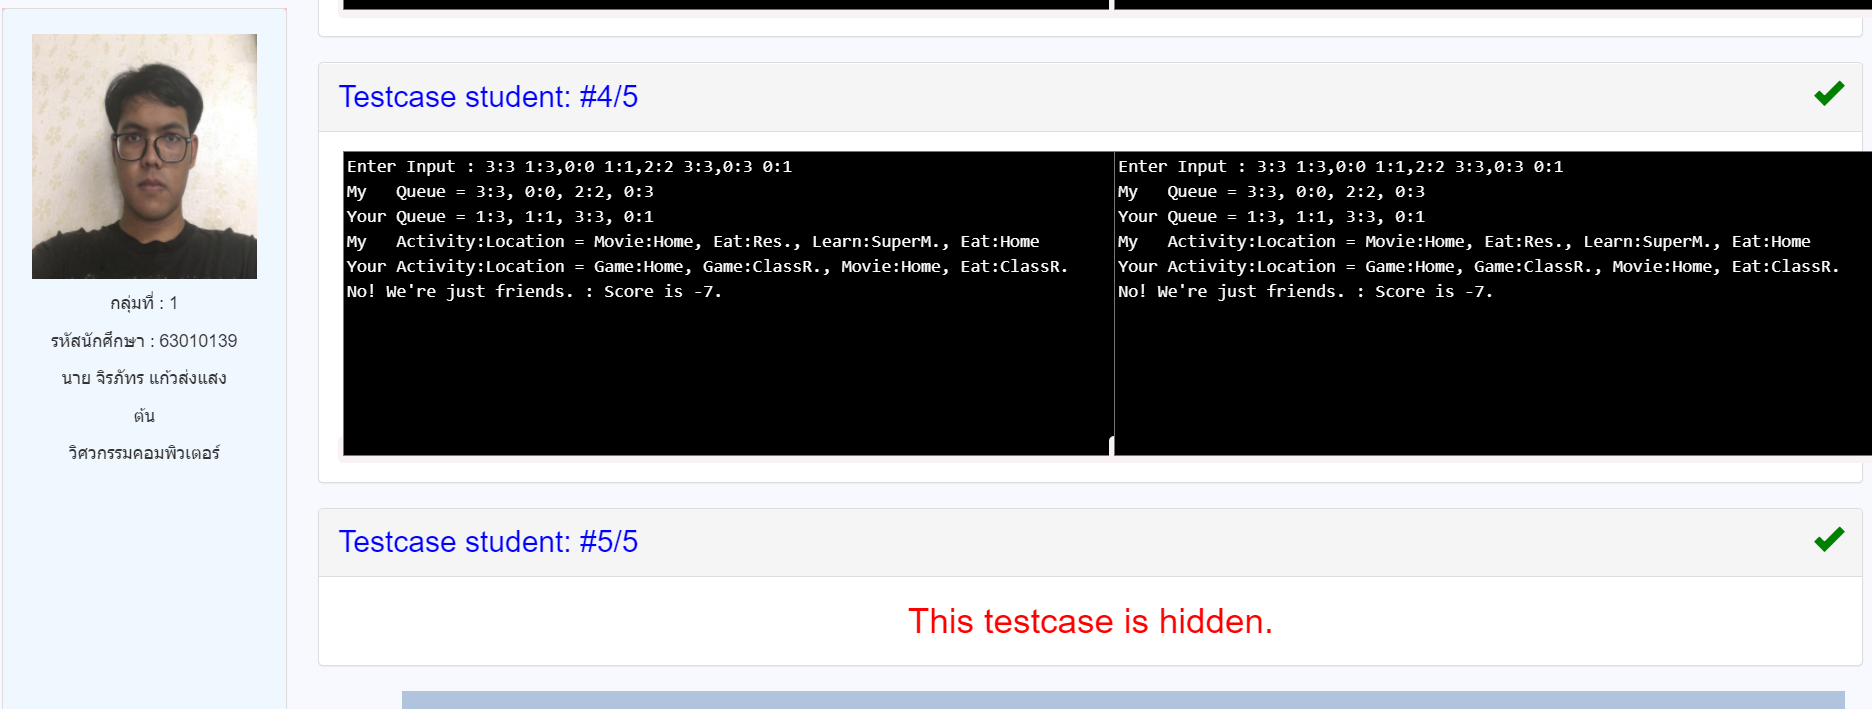 กลุ่มที่ : 1
รหัสนักศึกษา : 63010139
นาย จิรภัทร แก้วส่งแสง
ต้น
วิศวกรรมคอมพิวเตอร์
Testcase student: #4/5
Enter Input : 3:3 1:3,0:0 1:1,2:2 3:3,0:3 0:1
My   Queue = 3:3, 0:0, 2:2, 0:3
Your Queue = 1:3, 1:1, 3:3, 0:1
My   Activity:Location = Movie:Home, Eat:Res., Learn:SuperM., Eat:Home
Your Activity:Location = Game:Home, Game:ClassR., Movie:Home, Eat:ClassR.
No! We're just friends. : Score is -7.
Enter Input : 3:3 1:3,0:0 1:1,2:2 3:3,0:3 0:1
My   Queue = 3:3, 0:0, 2:2, 0:3
Your Queue = 1:3, 1:1, 3:3, 0:1
My   Activity:Location = Movie:Home, Eat:Res., Learn:SuperM., Eat:Home
Your Activity:Location = Game:Home, Game:ClassR., Movie:Home, Eat:ClassR.
No! We're just friends. : Score is -7.
Testcase student: #5/5
This testcase is hidden.